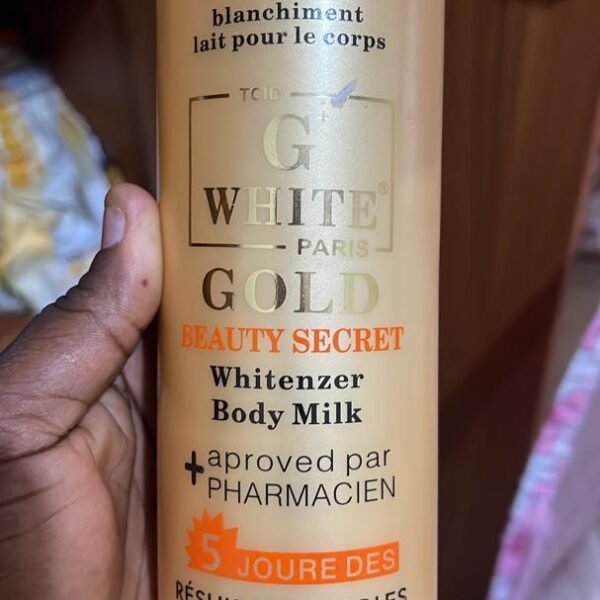 blanchiment
lait pour le corps
TOID
G+
WHITE®
PARIS
GOLD
BEAUTY SECRET
Whitenzer
Body Milk
+ aproved par
PHARMACIEN
5 JOURE DES